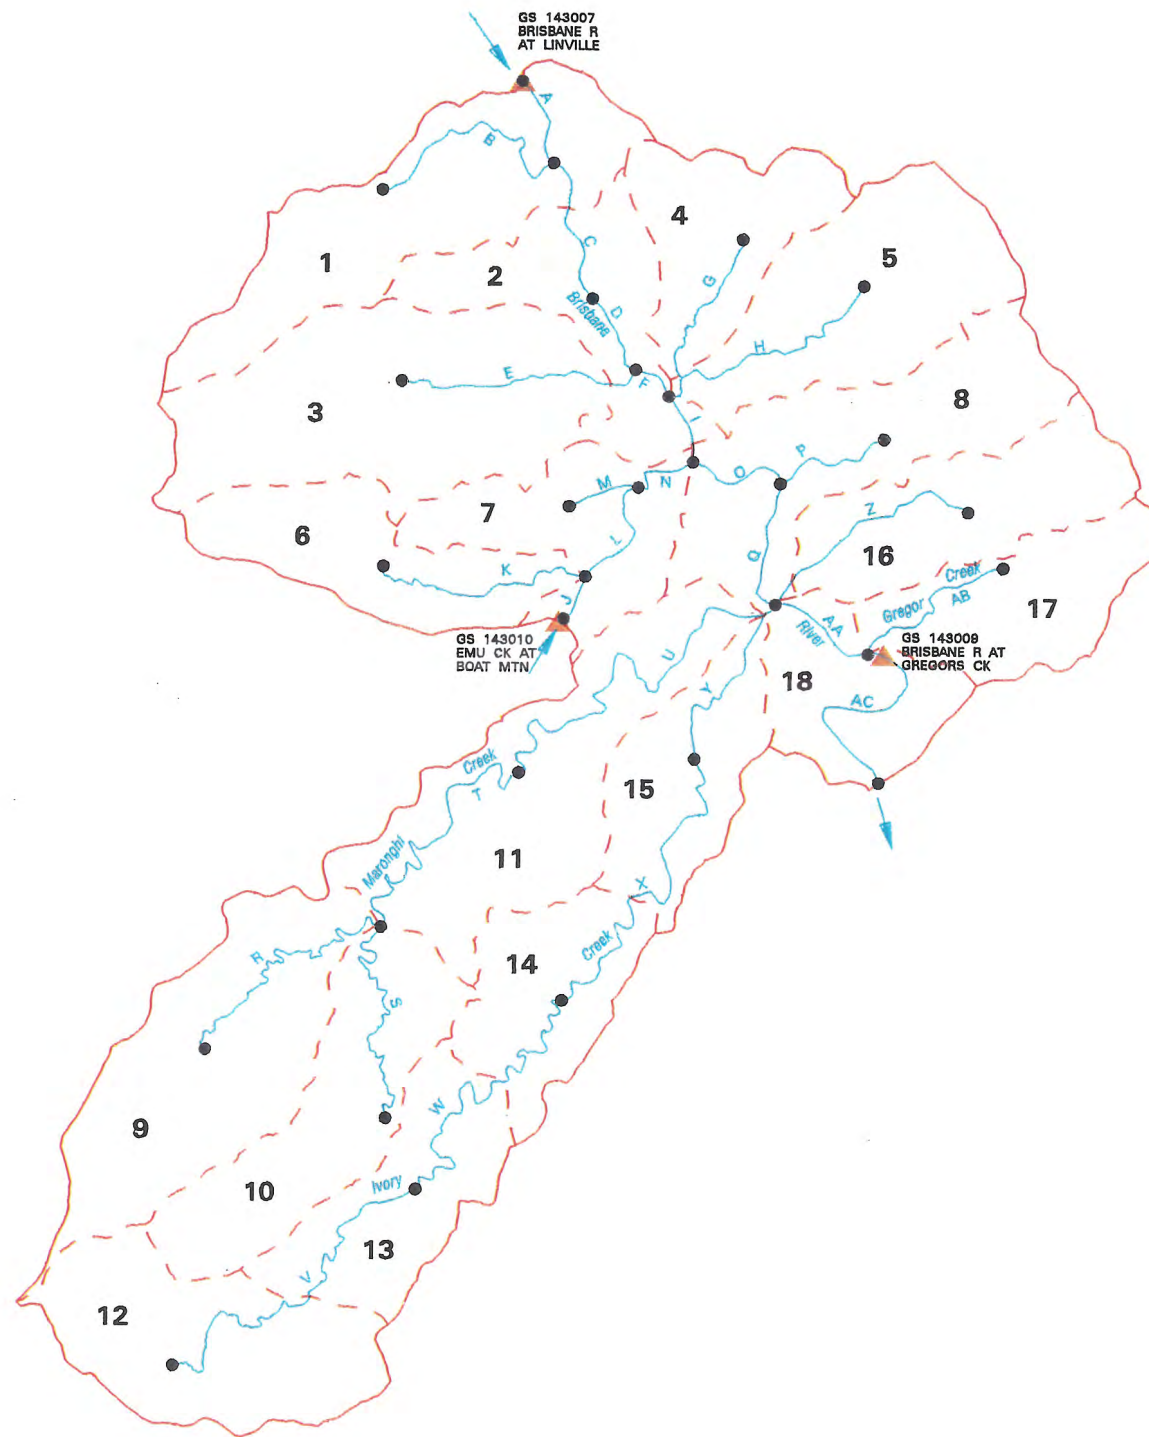 GS 143007
BRISBANE R
AT LINVILLE
A
B
4
C
5
1
2
G
D
Brisbane
H
E
F
3
8
I
P
O
M
N
7
Z
6
L
Q
16
K
Creek
Gregor
AB
J
17
AA
River
GS 143010
EMU CK AT
BOAT MTN
GS 143009
BRISBANE R AT
GREGORS CK
U
18
Y
AC
Creek
T
15
11
Maronghi
X
Creek
R
14
S
W
9
Ivory
10
13
V
12